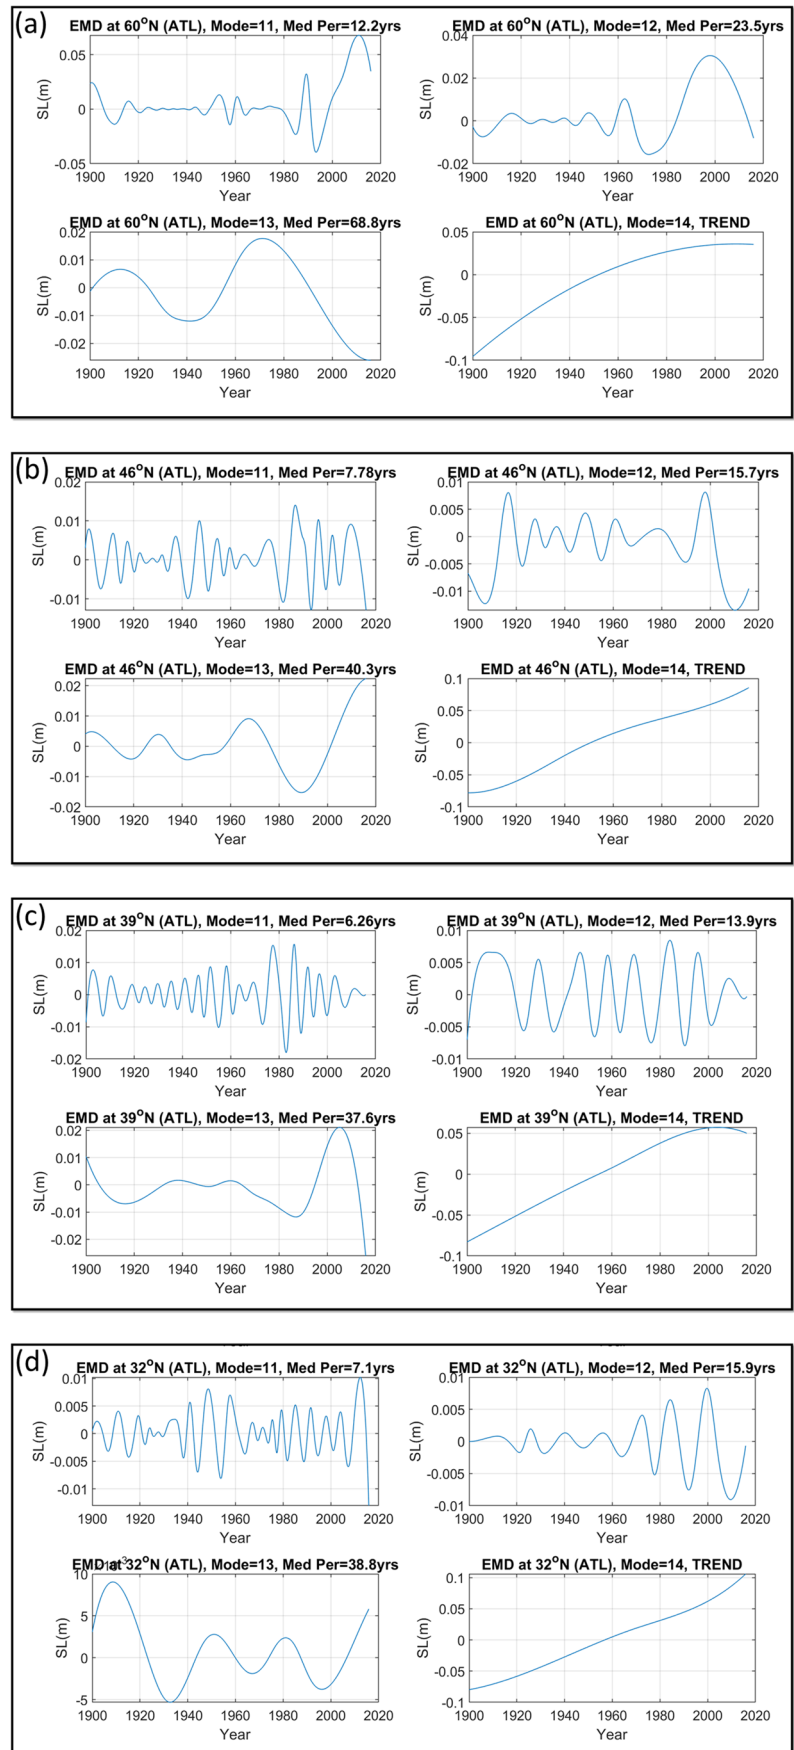 (a)
EMD at 60°N (ATL), Mode=11, Med Per=12.2yrs
0.05
0
-0.05
SL(m)
1900 1920 1940 1960 1980 2000 2020
Year
EMD at 60°N (ATL), Mode=12, Med Per=23.5yrs
0.04
0.02
0
-0.02
SL(m)
1900 1920 1940 1960 1980 2000 2020
Year
EMD at 60°N (ATL), Mode=13, Med Per=68.8yrs
0.02
0.01
0
-0.01
-0.02
SL(m)
1900 1920 1940 1960 1980 2000 2020
Year
EMD at 60°N (ATL), Mode=14, TREND
0.05
0
-0.05
-0.1
SL(m)
1900 1920 1940 1960 1980 2000 2020
Year
(b)
EMD at 46°N (ATL), Mode=11, Med Per=7.78yrs
0.02
0.01
0
-0.01
SL(m)
1900 1920 1940 1960 1980 2000 2020
Year
EMD at 46°N (ATL), Mode=12, Med Per=15.7yrs
0.01
0.005
0
-0.005
-0.01
SL(m)
1900 1920 1940 1960 1980 2000 2020
Year
EMD at 46°N (ATL), Mode=13, Med Per=40.3yrs
0.02
0.01
0
-0.01
-0.02
SL(m)
1900 1920 1940 1960 1980 2000 2020
Year
EMD at 46°N (ATL), Mode=14, TREND
0.1
0.05
0
-0.05
-0.1
SL(m)
1900 1920 1940 1960 1980 2000 2020
Year
(c)
EMD at 39°N (ATL), Mode=11, Med Per=6.26yrs
0.02
0.01
0
-0.01
-0.02
SL(m)
1900 1920 1940 1960 1980 2000 2020
Year
EMD at 39°N (ATL), Mode=12, Med Per=13.9yrs
0.01
0.005
0
-0.005
-0.01
SL(m)
1900 1920 1940 1960 1980 2000 2020
Year
EMD at 39°N (ATL), Mode=13, Med Per=37.6yrs
0.02
0.01
0
-0.01
-0.02
SL(m)
1900 1920 1940 1960 1980 2000 2020
Year
EMD at 39°N (ATL), Mode=14, TREND
0.05
0
-0.05
-0.1
SL(m)
1900 1920 1940 1960 1980 2000 2020
Year
(d)
EMD at 32°N (ATL), Mode=11, Med Per=7.1yrs
0.01
0.005
0
-0.005
-0.01
SL(m)
1900 1920 1940 1960 1980 2000 2020
Year
EMD at 32°N (ATL), Mode=12, Med Per=15.9yrs
0.01
0.005
0
-0.005
-0.01
SL(m)
1900 1920 1940 1960 1980 2000 2020
Year
EMD at 32°N (ATL), Mode=13, Med Per=38.8yrs
10
5
0
-5
SL(m)
1900 1920 1940 1960 1980 2000 2020
Year
EMD at 32°N (ATL), Mode=14, TREND
0.1
0.05
0
-0.05
-0.1
SL(m)
1900 1920 1940 1960 1980 2000 2020
Year